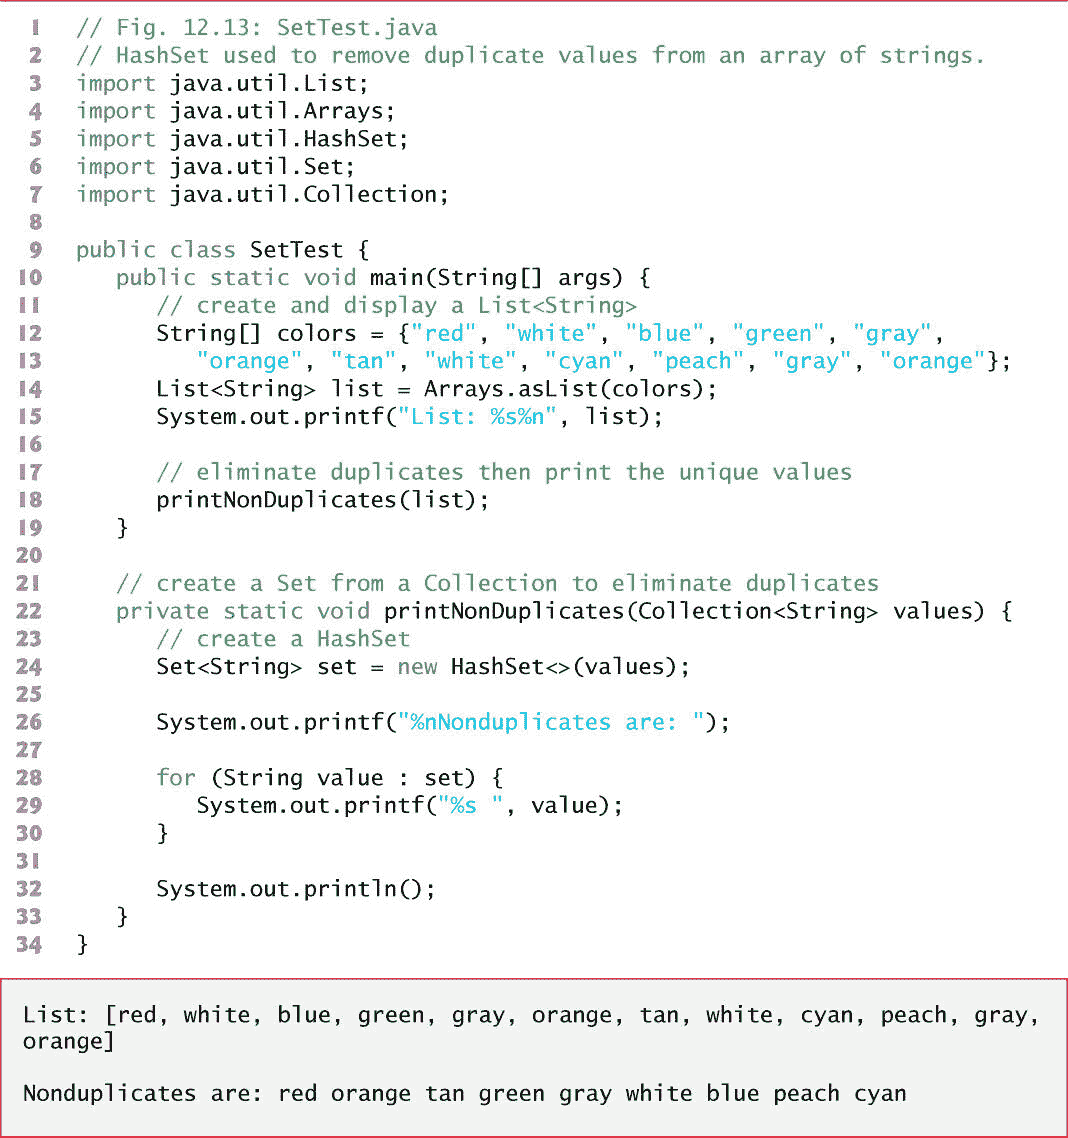 1 // Fig. 12.13: SetTest.java
2 // HashSet used to remove duplicate values from an array of strings.
3 import java.util.List;
4 import java.util.Arrays;
5 import java.util.HashSet;
6 import java.util.Set;
7 import java.util.Collection;
8
9 public class SetTest {
10 public static void main(String[] args) {
11 // create and display a List<String>
12 String[] colors = {"red", "white", "blue", "green", "gray",
13 "orange", "tan", "white", "cyan", "peach", "gray", "orange"};
14 List<String> list = Arrays.asList(colors);
15 System.out.printf("List: %s%n", list);
16
17 // eliminate duplicates then print the unique values
18 printNonDuplicates(list);
19 }
20
21 // create a Set from a Collection to eliminate duplicates
22 private static void printNonDuplicates(Collection<String> values) {
23 // create a HashSet
24 Set<String> set = new HashSet<>(values);
25
26 System.out.printf("%nNonduplicates are: ");
27
28 for (String value : set) {
29 System.out.printf("%s ", value);
30 }
31
32 System.out.println();
33 }
34 }
List: [red, white, blue, green, gray, orange, tan, white, cyan, peach, gray,
orange]
Nonduplicates are: red orange tan green gray white blue peach cyan